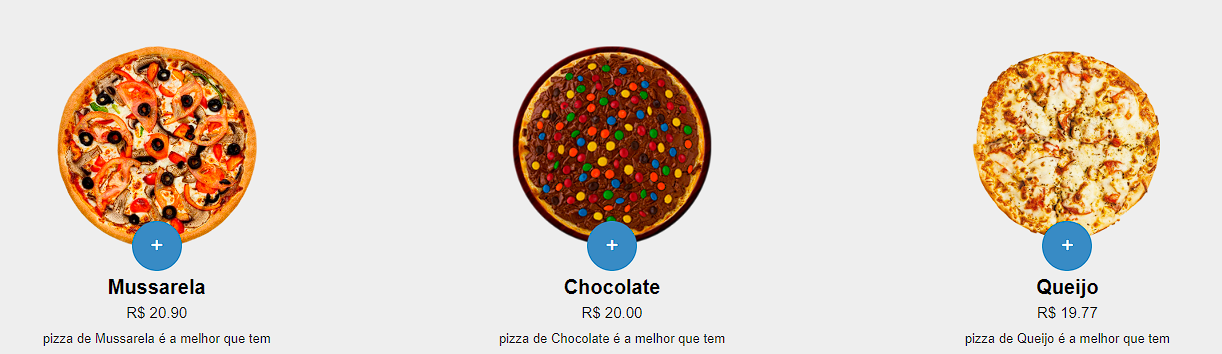 +
Mussarela
R$ 20.90
pizza de Mussarela é a melhor que tem
+
Chocolate
R$ 20.00
pizza de Chocolate é a melhor que tem
+
Queijo
R$ 19.77
pizza de Queijo é a melhor que tem